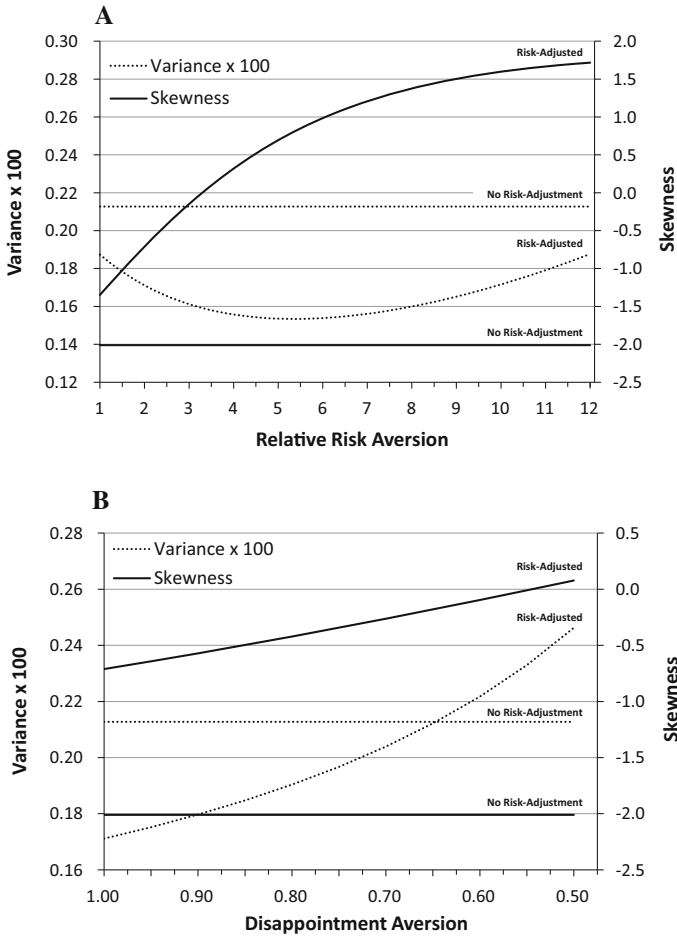 A
0.30
0.28
0.26
0.24
0.22
0.20
0.18
0.16
0.14
0.12
Variance x 100
Variance x 100
Skewness
Risk-Adjusted
No Risk-Adjustment
Risk-Adjusted
No Risk-Adjustment
2.0
1.5
1.0
0.5
0.0
-0.5
-1.0
-1.5
-2.0
-2.5
Skewness
1 2 3 4 5 6 7 8 9 10 11 12
Relative Risk Aversion
B
0.28
0.26
0.24
0.22
0.20
0.18
0.16
Variance x 100
Variance x 100
Skewness
Risk-Adjusted
Risk-Adjusted
No Risk-Adjustment
No Risk-Adjustment
0.5
0.0
-0.5
-1.0
-1.5
-2.0
-2.5
Skewness
1.00 0.90 0.80 0.70 0.60 0.50
Disappointment Aversion